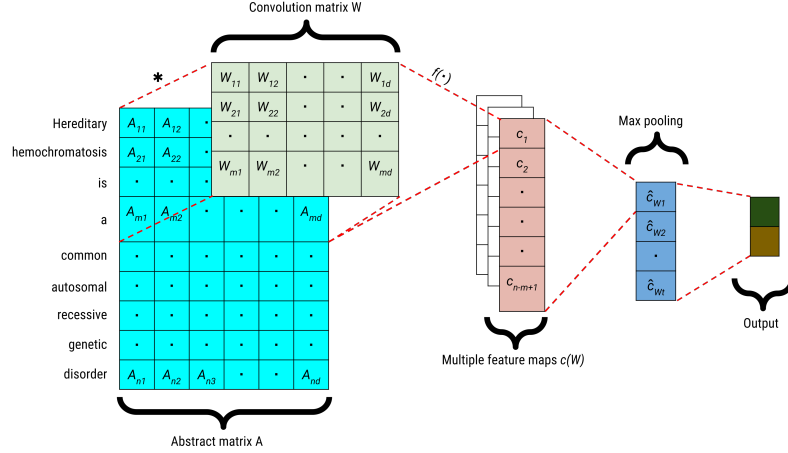 Convolution matrix W
*
f(·)
W11 W12 · · W1d
W21 W22 · · W2d
· · · · ·
Wm1 Wm2 · · Wmd
Hereditary A11 A12 ·
hemochromatosis A21 A22 ·
is · · ·
a Am1 Am2 · · · Amd
common · · · · · ·
autosomal · · · · · ·
recessive · · · · · ·
genetic · · · · · ·
disorder An1 An2 An3 · · And
Abstract matrix A
c1
c2
·
·
·
cn-m+1
Multiple feature maps c(W)
Max pooling
ĉW1
ĉW2
·
ĉWt
Output